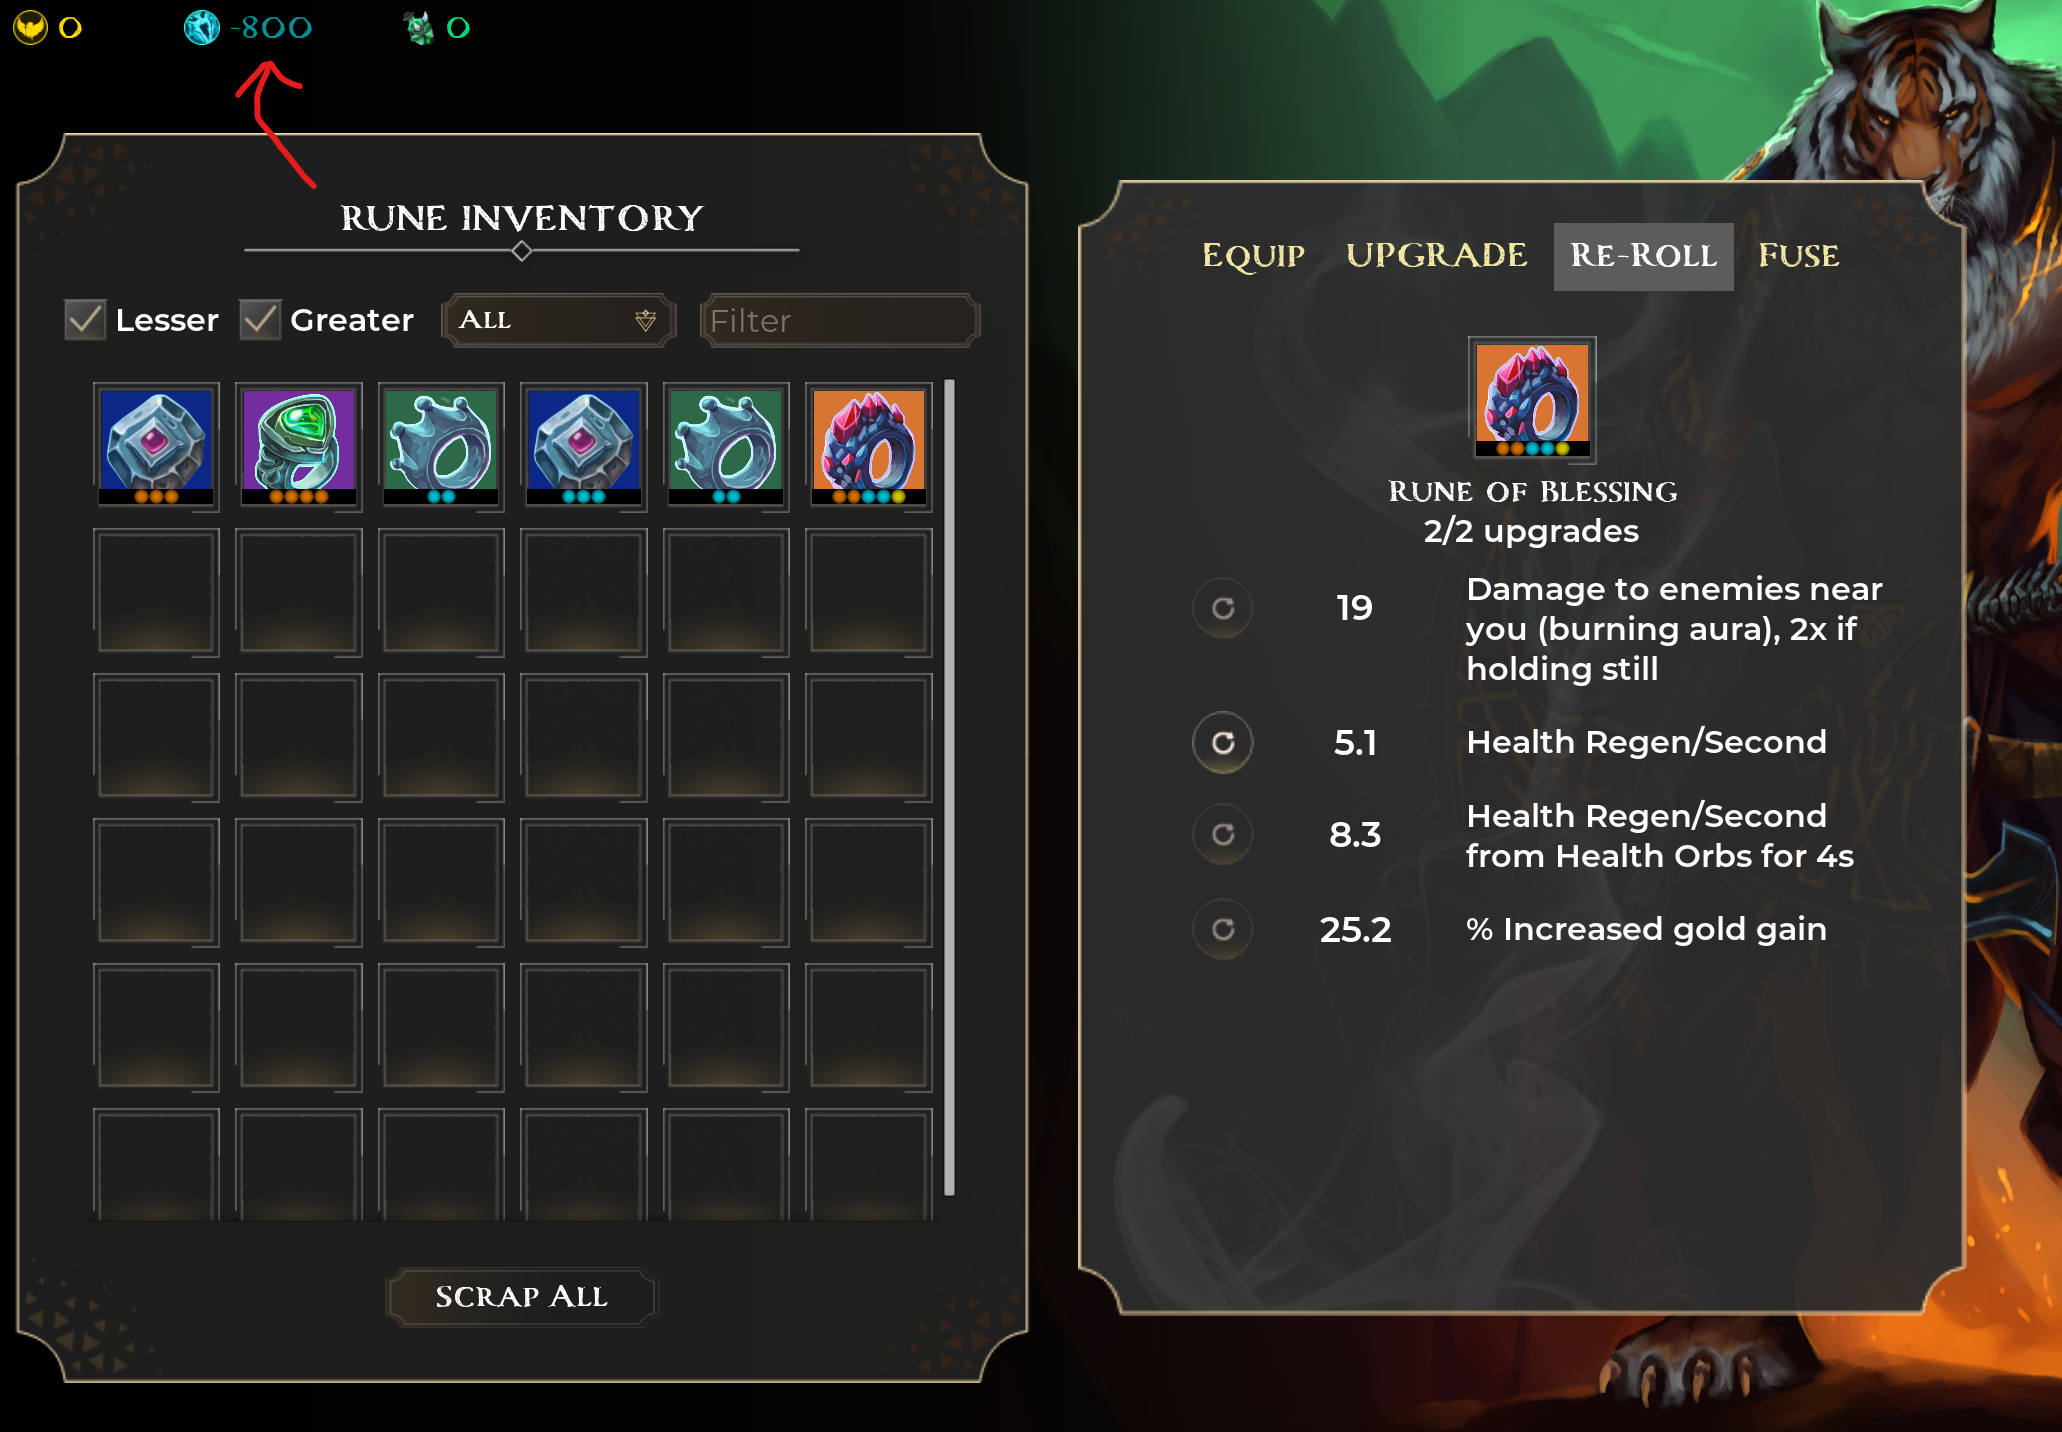 0 -800 0
RUNE INVENTORY
Lesser Greater ALL Filter
SCRAP ALL
EQUIP UPGRADE RE-ROLL FUSE
RUNE OF BLESSING
2/2 upgrades
19 Damage to enemies near
you (burning aura), 2x if
holding still
5.1 Health Regen/Second
8.3 Health Regen/Second
from Health Orbs for 4s
25.2 % Increased gold gain